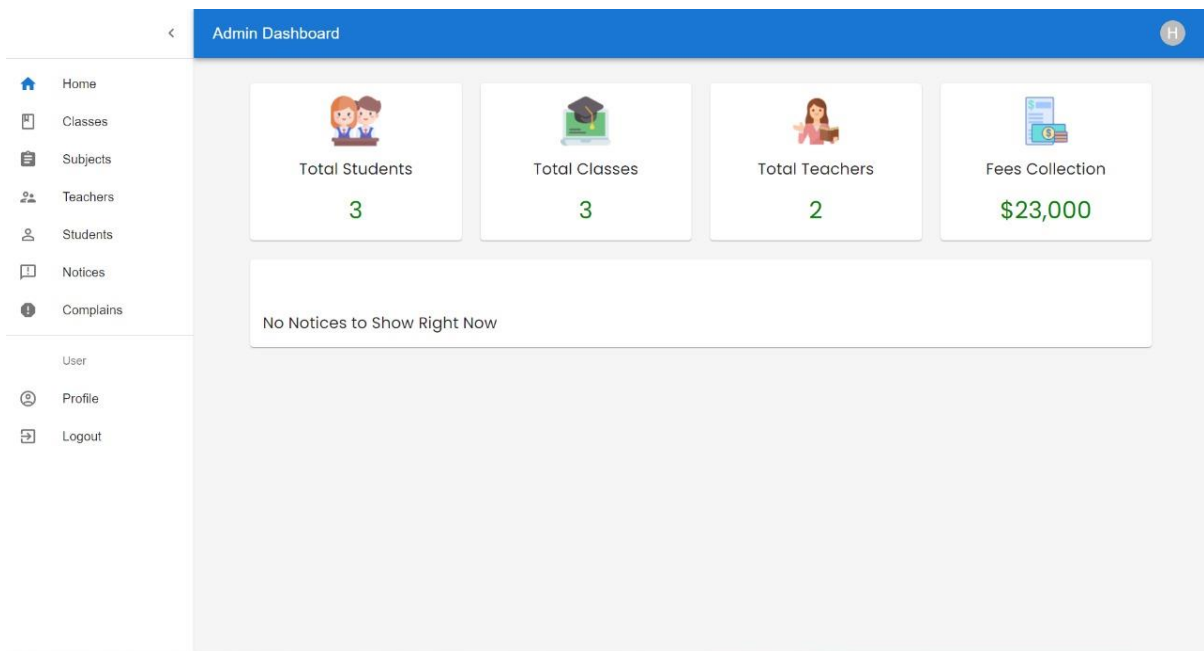 Admin Dashboard
H
Home
Classes
Subjects
Teachers
Students
Notices
Complains
User
Profile
Logout
Total Students
3
Total Classes
3
Total Teachers
2
Fees Collection
$23,000
No Notices to Show Right Now